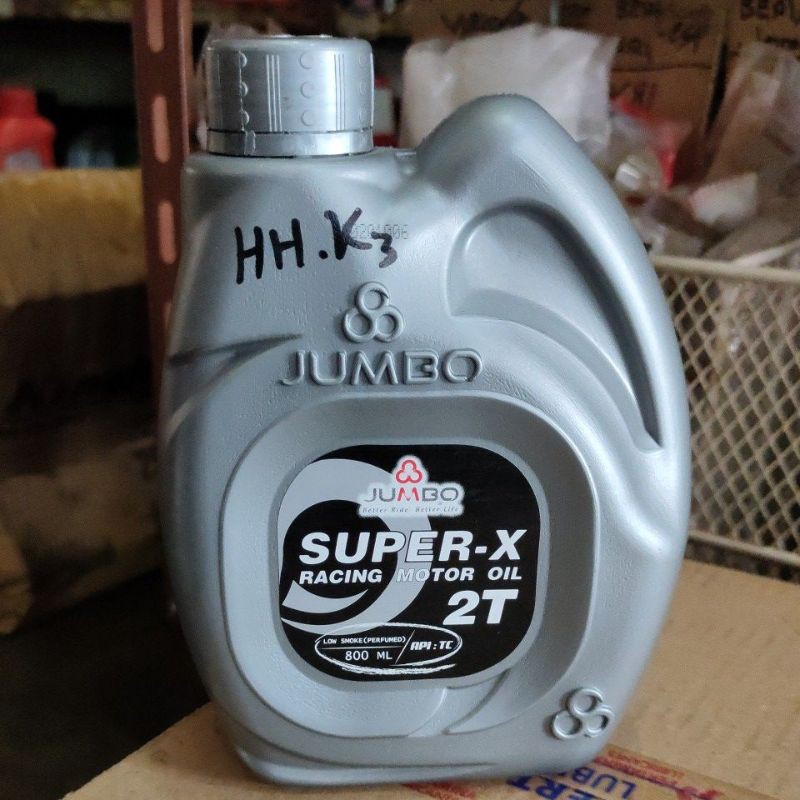 HH.K3
JUMBO
JUMBO
Better Ride. Better Life
SUPER-X
RACING MOTOR OIL
2T
LOW SMOKE(PERFUMED)
800 ML
API:TC
LUB